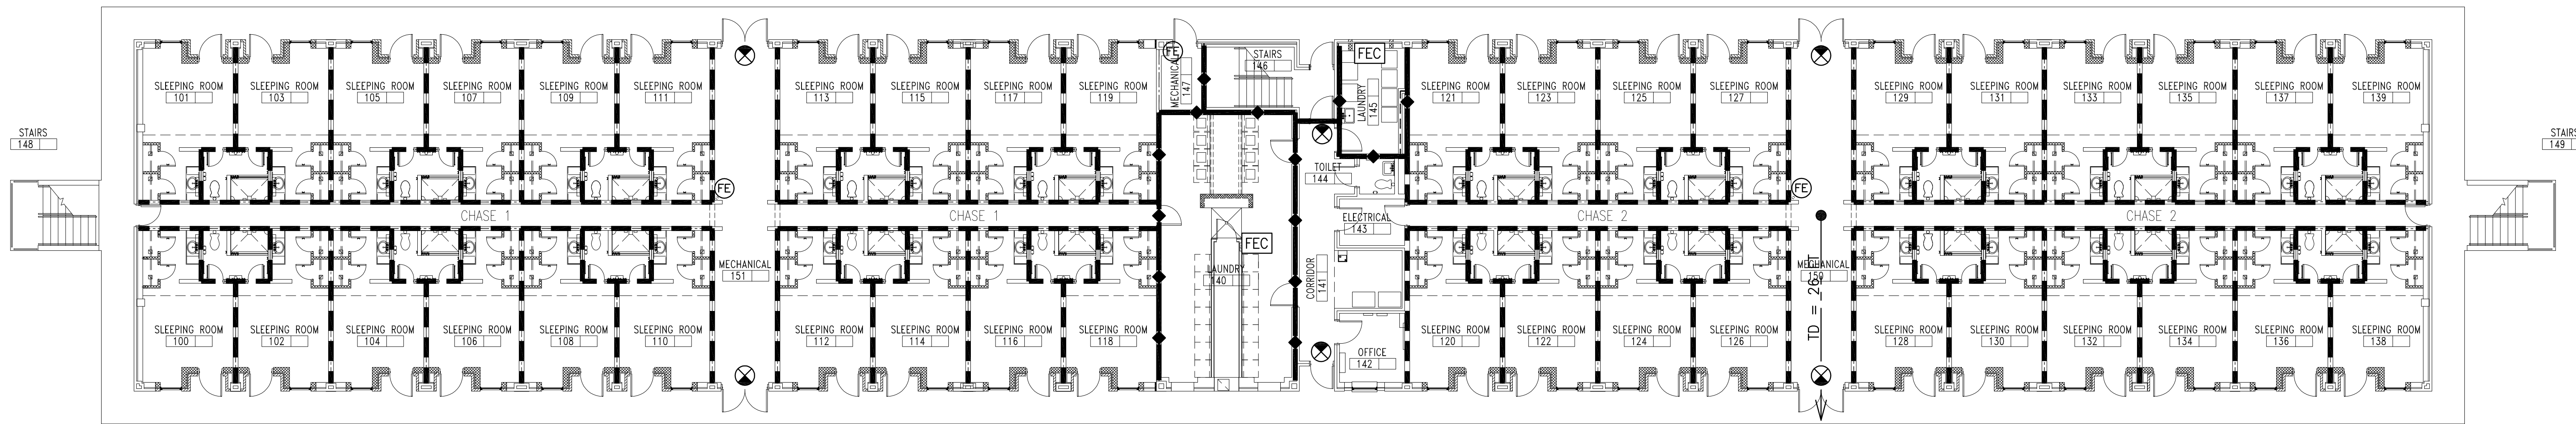 FE
FEC
STAIRS
146
MECHANICAL
147
LAUNDRY
145
SLEEPING ROOM
101
SLEEPING ROOM
103
SLEEPING ROOM
105
SLEEPING ROOM
107
SLEEPING ROOM
109
SLEEPING ROOM
111
SLEEPING ROOM
113
SLEEPING ROOM
115
SLEEPING ROOM
117
SLEEPING ROOM
119
SLEEPING ROOM
121
SLEEPING ROOM
123
SLEEPING ROOM
125
SLEEPING ROOM
127
SLEEPING ROOM
129
SLEEPING ROOM
131
SLEEPING ROOM
133
SLEEPING ROOM
135
SLEEPING ROOM
137
SLEEPING ROOM
139
STAIRS
148
STAIRS
149
TOILET
144
FE
FE
CHASE 1
CHASE 1
ELECTRICAL
143
CHASE 2
CHASE 2
FEC
MECHANICAL
151
LAUNDRY
140
CORRIDOR
141
MECHANICAL
150
SLEEPING ROOM
100
SLEEPING ROOM
102
SLEEPING ROOM
104
SLEEPING ROOM
106
SLEEPING ROOM
108
SLEEPING ROOM
110
SLEEPING ROOM
112
SLEEPING ROOM
114
SLEEPING ROOM
116
SLEEPING ROOM
118
OFFICE
142
SLEEPING ROOM
120
SLEEPING ROOM
122
SLEEPING ROOM
124
SLEEPING ROOM
126
TD = 26
SLEEPING ROOM
128
SLEEPING ROOM
130
SLEEPING ROOM
132
SLEEPING ROOM
134
SLEEPING ROOM
136
SLEEPING ROOM
138